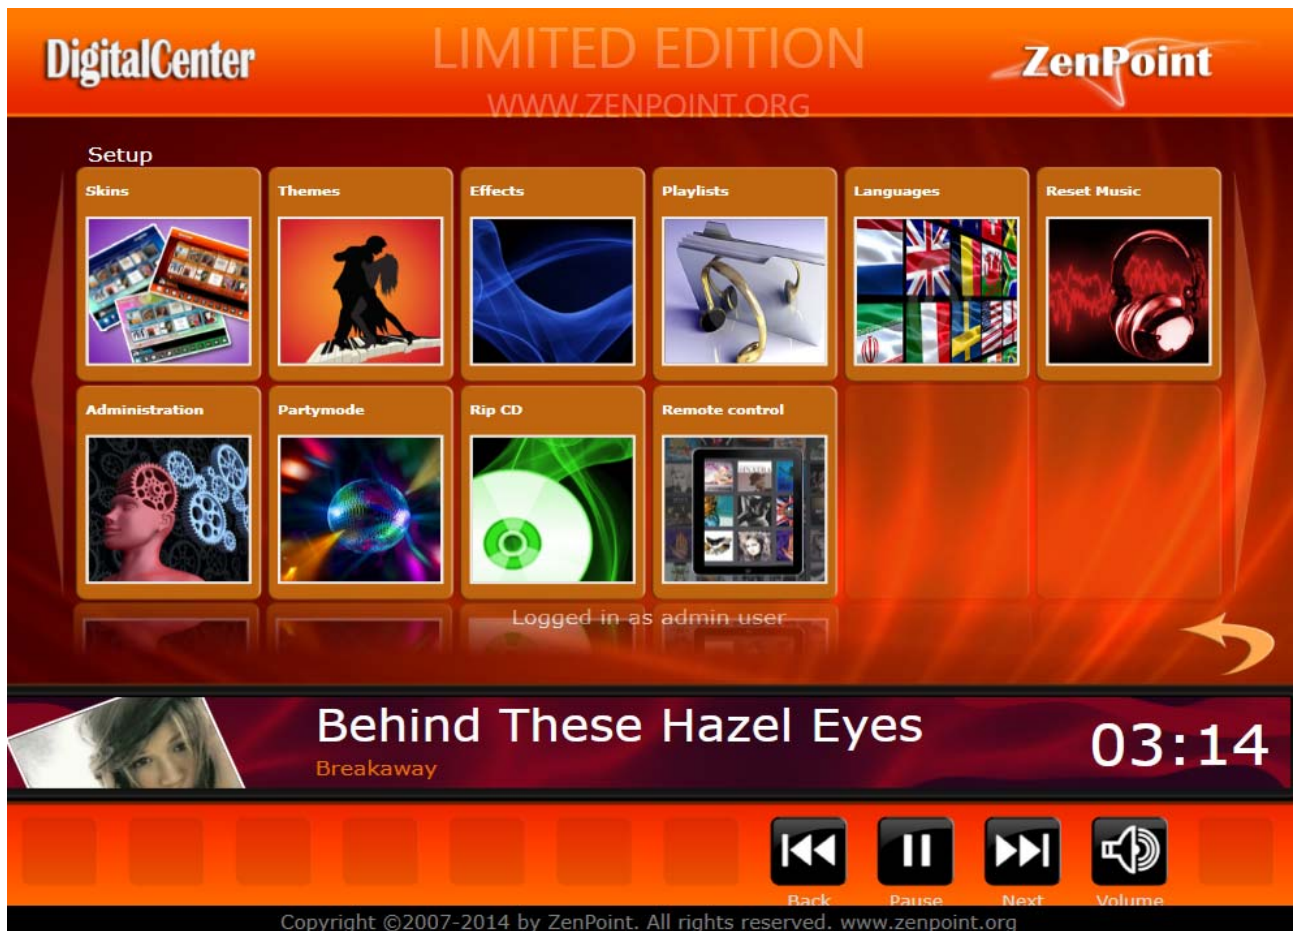 DigitalCenter
LIMITED EDITION
WWW.ZENPOINT.ORG
ZenPoint
Setup
Skins
Themes
Effects
Playlists
Languages
Reset Music
Administration
Partymode
Rip CD
Remote control
Logged in as admin user
Behind These Hazel Eyes
Breakaway
03:14
Back
Pause
Next
Volume
Copyright ©2007-2014 by ZenPoint. All rights reserved. www.zenpoint.org